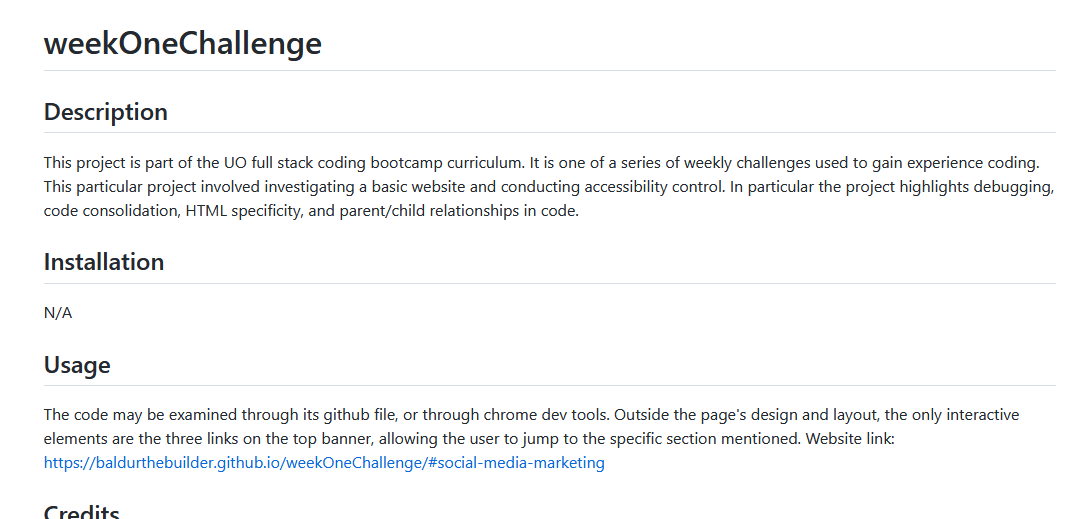 weekOneChallenge
Description
This project is part of the UO full stack coding bootcamp curriculum. It is one of a series of weekly challenges used to gain experience coding.
This particular project involved investigating a basic website and conducting accessibility control. In particular the project highlights debugging,
code consolidation, HTML specificity, and parent/child relationships in code.
Installation
N/A
Usage
The code may be examined through its github file, or through chrome dev tools. Outside the page's design and layout, the only interactive
elements are the three links on the top banner, allowing the user to jump to the specific section mentioned. Website link:
https://baldurthebuilder.github.io/weekOneChallenge/#social-media-marketing
Credits